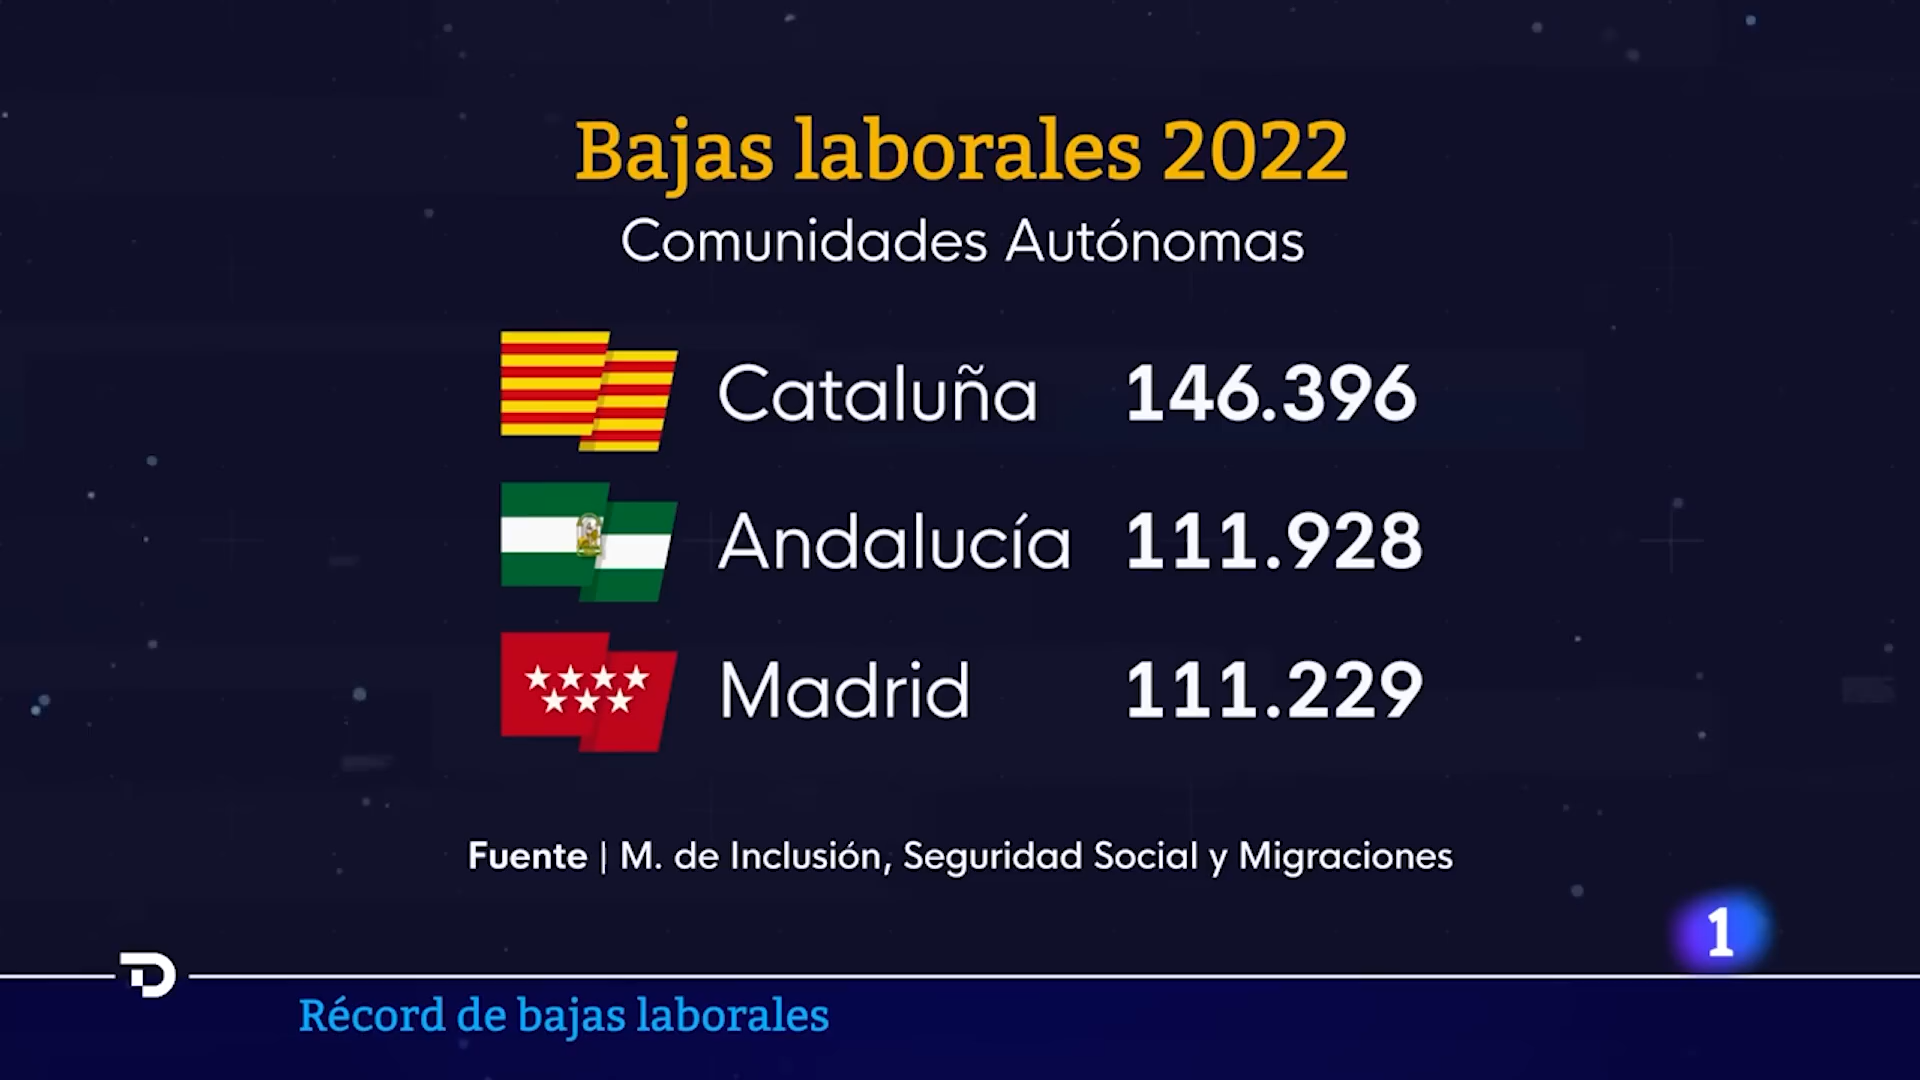 Bajas laborales 2022
Comunidades Autónomas
Cataluña 146.396
Andalucía 111.928
Madrid 111.229
Fuente | M. de Inclusión, Seguridad Social y Migraciones
1
Récord de bajas laborales